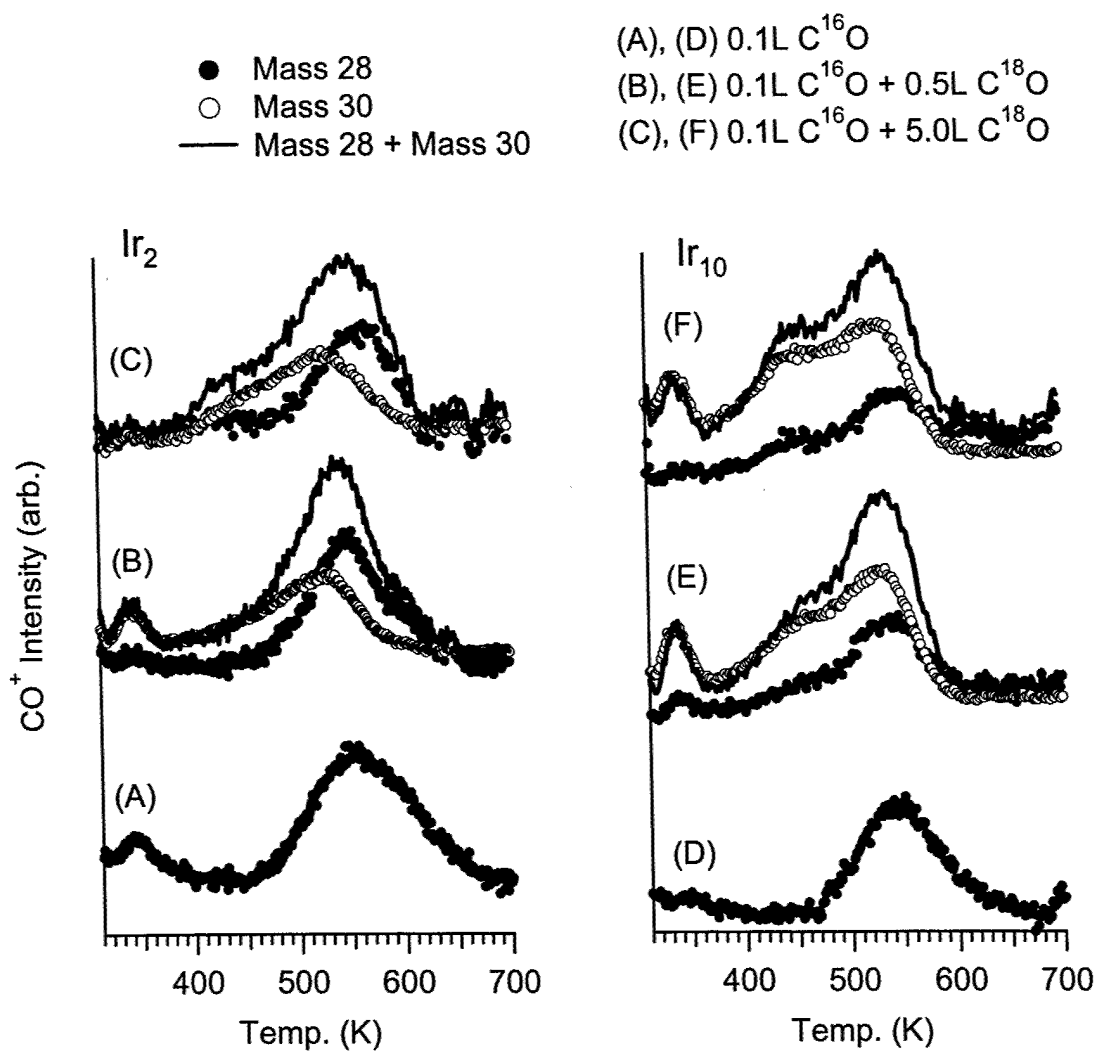 Mass 28
Mass 30
Mass 28 + Mass 30
(A), (D) 0.1L C¹⁶O
(B), (E) 0.1L C¹⁶O + 0.5L C¹⁸O
(C), (F) 0.1L C¹⁶O + 5.0L C¹⁸O
Ir₂
(C)
(B)
(A)
CO⁺ Intensity (arb.)
400 500 600 700
Temp. (K)
Ir₁₀
(F)
(E)
(D)
400 500 600 700
Temp. (K)